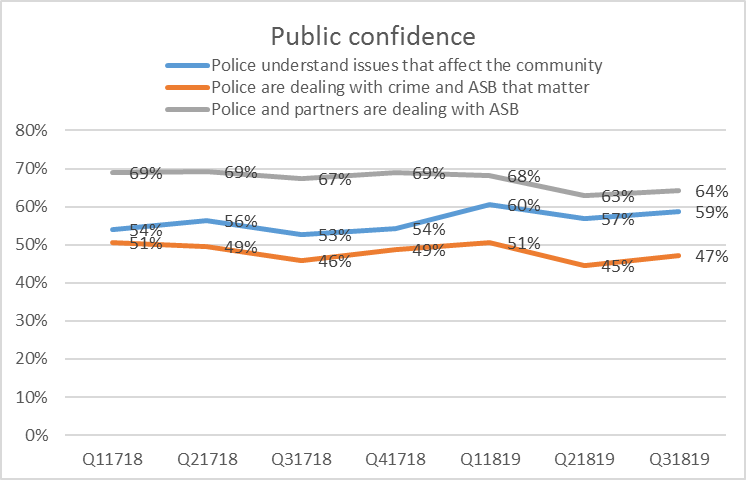 Public confidence
Police understand issues that affect the community
Police are dealing with crime and ASB that matter
Police and partners are dealing with ASB
80%
70%
69% 69% 67% 69% 68% 63% 64%
60%
54% 56% 53% 54% 60% 57% 59%
50%
51% 49% 46% 49% 51% 45% 47%
40%
30%
20%
10%
0%
Q11718 Q21718 Q31718 Q41718 Q11819 Q21819 Q31819